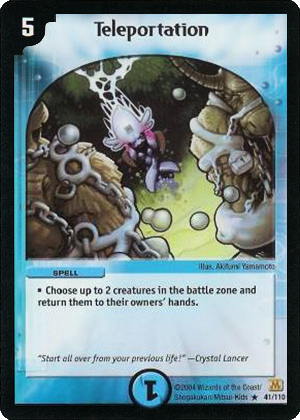 5
Teleportation
Illus. Akifumi Yamamoto
SPELL
▪ Choose up to 2 creatures in the battle zone and
return them to their owners' hands.
"Start all over from your previous life!" —Crystal Lancer
©2004 Wizards of the Coast/
Shogakukan/Mitsui-Kids ★ 41/110
1